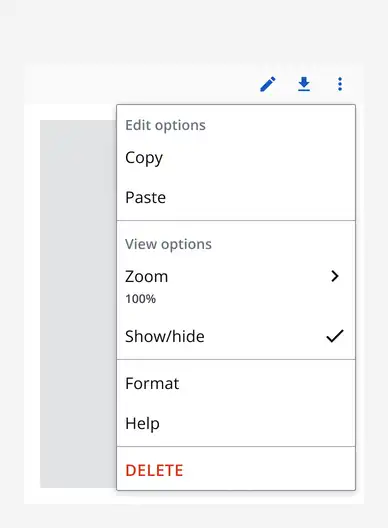 Edit options
Copy
Paste
View options
Zoom
100%
Show/hide
Format
Help
DELETE